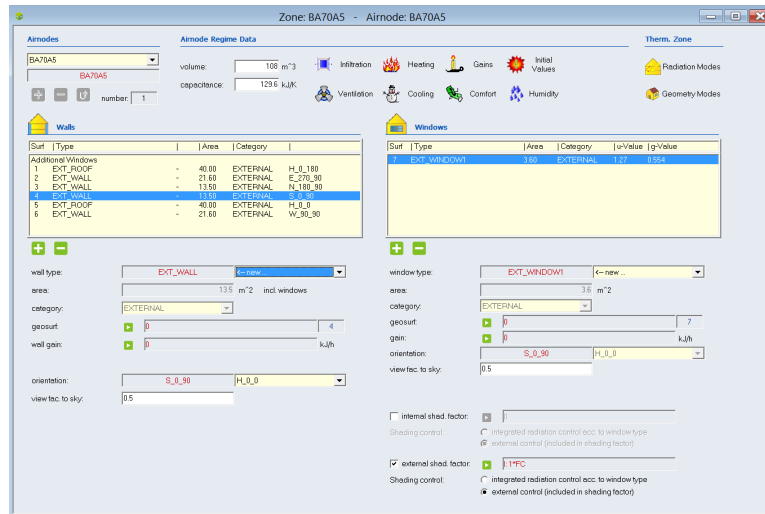 Zone: BA70A5 - Airnode: BA70A5
Airnodes
Airnode Regime Data
Therm. Zone
BA70A5
BA70A5
number: 1
volume: 108 m^3
capacitance: 129.6 kJ/K
Infiltration
Heating
Gains
Initial
Values
Ventilation
Cooling
Comfort
Humidity
Radiation Modes
Geometry Modes
Walls
Surf |Type | |Area |Category |
Additional Windows
1 EXT_ROOF - 40.00 EXTERNAL H_0_180
2 EXT_WALL - 21.60 EXTERNAL E_270_90
3 EXT_WALL - 13.50 EXTERNAL N_180_90
4 EXT_WALL - 13.50 EXTERNAL S_0_90
5 EXT_ROOF - 40.00 EXTERNAL H_0_0
6 EXT_WALL - 21.60 EXTERNAL W_90_90
wall type: EXT_WALL <-- new ...
area: 13.5 m^2 incl. windows
category: EXTERNAL
geosurf: 0 4
wall gain: 0 kJ/h
orientation: S_0_90 H_0_0
view fac. to sky: 0.5
Windows
Surf |Type |Area |Category |u-Value |g-Value
7 EXT_WINDOW1 3.60 EXTERNAL 1.27 0.554
window type: EXT_WINDOW1 <-- new ...
area: 3.6 m^2
category: EXTERNAL
geosurf: 0 7
gain: 0 kJ/h
orientation: S_0_90 H_0_0
view fac. to sky: 0.5
internal shad. factor:
Shading control: integrated radiation control acc. to window type
external control (included in shading factor)
external shad. factor: I: 1*FC
Shading control: integrated radiation control acc. to window type
external control (included in shading factor)